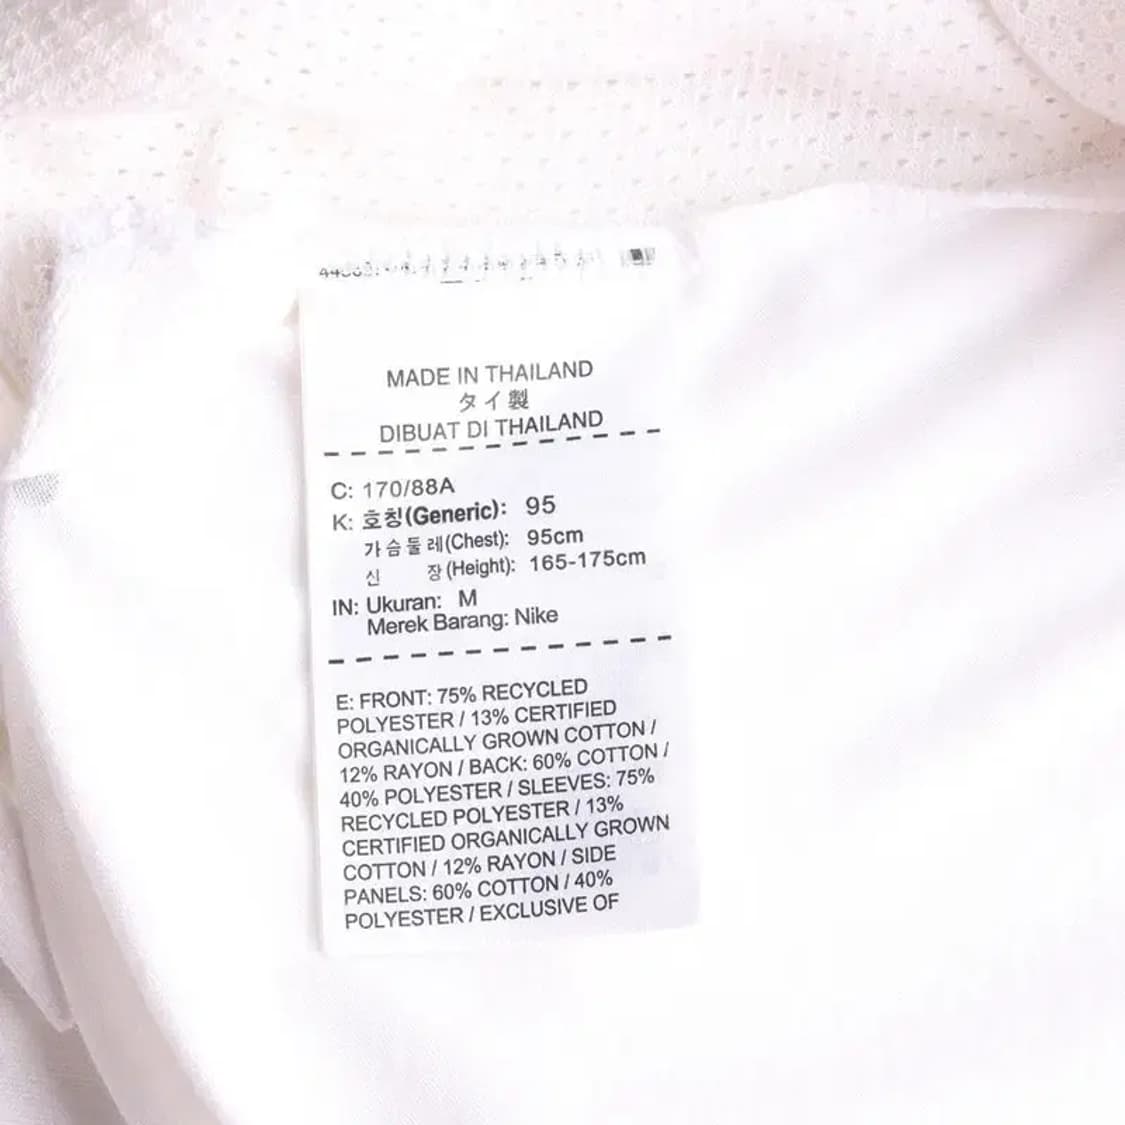 MADE IN THAILAND
タイ製
DIBUAT DI THAILAND
C: 170/88A
K: 호칭(Generic): 95
가슴둘레(Chest): 95cm
신 장(Height): 165-175cm
IN: Ukuran: M
Merek Barang: Nike
E: FRONT: 75% RECYCLED
POLYESTER / 13% CERTIFIED
ORGANICALLY GROWN COTTON /
12% RAYON / BACK: 60% COTTON /
40% POLYESTER / SLEEVES: 75%
RECYCLED POLYESTER / 13%
CERTIFIED ORGANICALLY GROWN
COTTON / 12% RAYON / SIDE
PANELS: 60% COTTON / 40%
POLYESTER / EXCLUSIVE OF